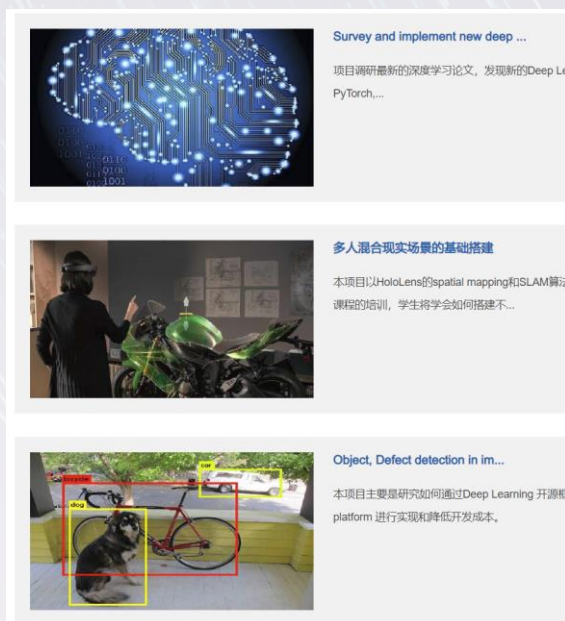 Survey and implement new deep ...
项目调研最新的深度学习论文，发现新的Deep Le
PyTorch,...
0110
0100
1001
多人混合现实场景的基础搭建
本项目以HoloLens的spatial mapping和SLAM算法
课程的培训，学生将学会如何搭建不...
Object, Defect detection in im...
本项目主要是研究如何通过Deep Learning 开源框
platform 进行实现和降低开发成本。
car
bicycle
dog